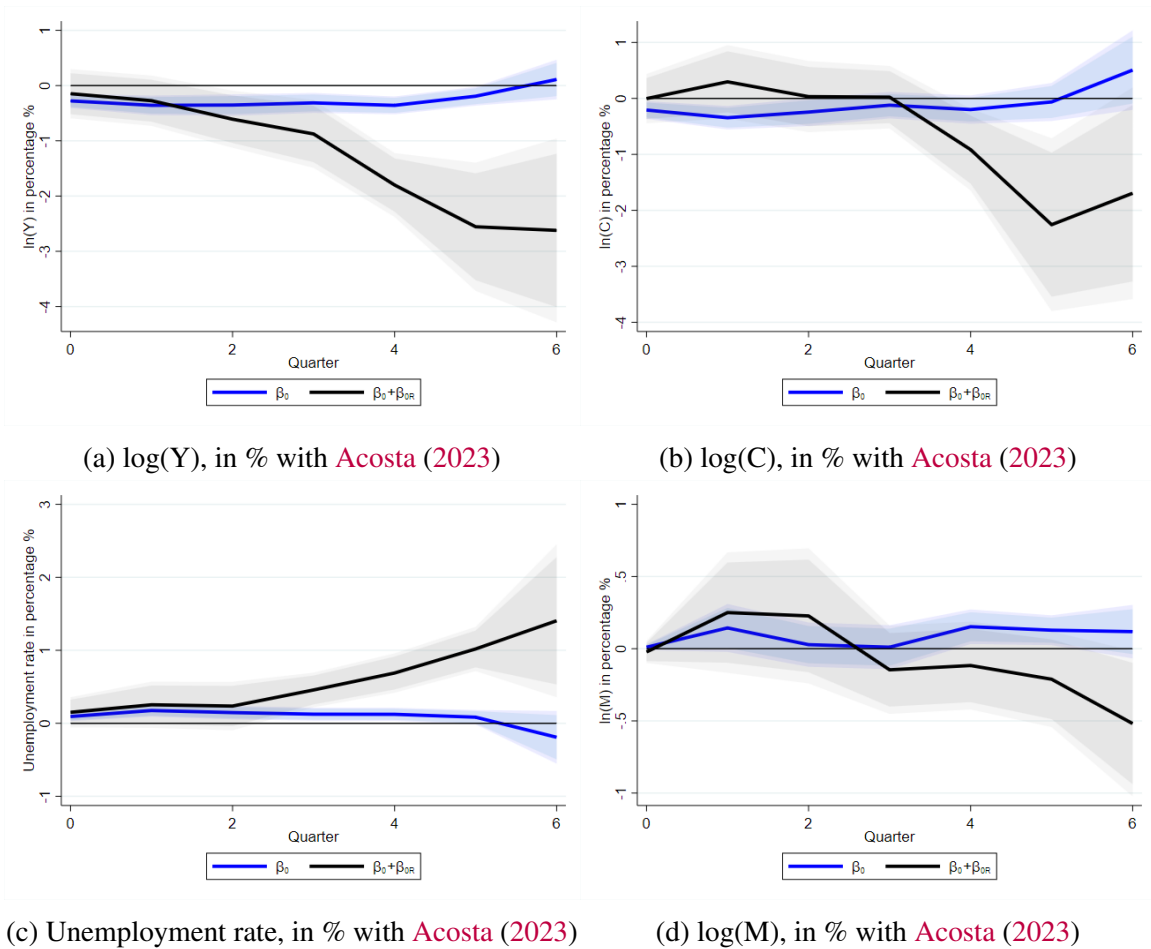 ln(Y) in percentage %
1
0
-1
-2
-3
-4
0 2 4 6
Quarter
β₀ β₀+β₀ᵣ
(a) log(Y), in % with Acosta (2023)
ln(C) in percentage %
1
0
-1
-2
-3
-4
0 2 4 6
Quarter
β₀ β₀+β₀ᵣ
(b) log(C), in % with Acosta (2023)
Unemployment rate in percentage %
3
2
1
0
-1
0 2 4 6
Quarter
β₀ β₀+β₀ᵣ
(c) Unemployment rate, in % with Acosta (2023)
ln(M) in percentage %
1
.5
0
-.5
-1
0 2 4 6
Quarter
β₀ β₀+β₀ᵣ
(d) log(M), in % with Acosta (2023)